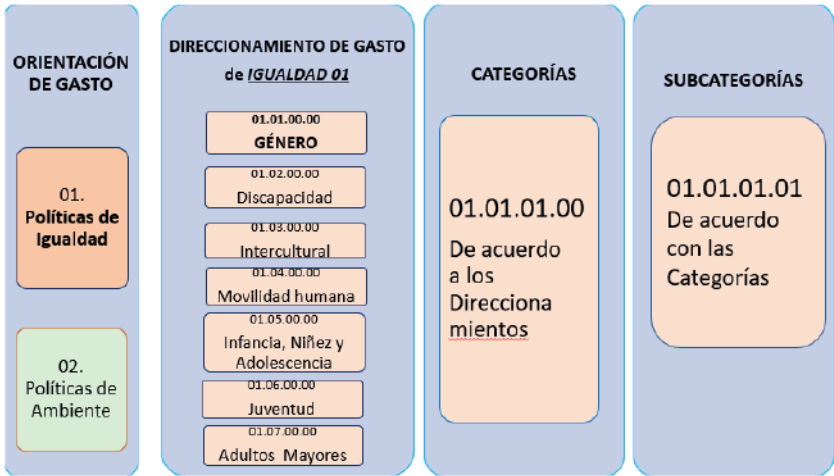 ORIENTACIÓN
DE GASTO
01.
Políticas de
Igualdad
02.
Políticas de
Ambiente
DIRECCIONAMIENTO DE GASTO
de IGUALDAD 01
01.01.00.00
GÉNERO
01.02.00.00
Discapacidad
01.03.00.00
Intercultural
01.04.00.00
Movilidad humana
01.05.00.00
Infancia, Niñez y
Adolescencia
01.06.00.00
Juventud
01.07.00.00
Adultos Mayores
CATEGORÍAS
01.01.01.00
De acuerdo
a los
Direcciona
mientos
SUBCATEGORÍAS
01.01.01.01
De acuerdo
con las
Categorías